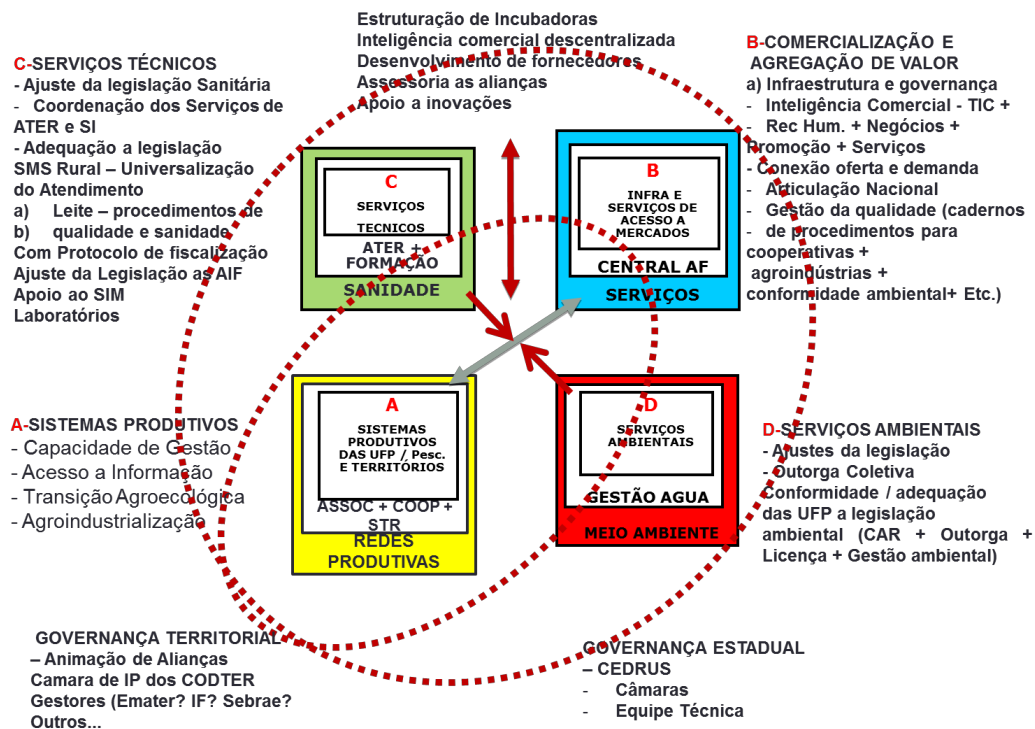 Estruturação de Incubadoras
Inteligência comercial descentralizada
Desenvolvimento de fornecedores
Assessoria as alianças
Apoio a inovações
C-SERVIÇOS TÉCNICOS
- Ajuste da legislação Sanitária
- Coordenação dos Serviços de
ATER e SI
- Adequação a legislação
SMS Rural – Universalização
do Atendimento
a) Leite – procedimentos de
b) qualidade e sanidade
Com Protocolo de fiscalização
Ajuste da Legislação as AIF
Apoio ao SIM
Laboratórios
C
SERVIÇOS
TECNICOS
ATER +
FORMAÇÃO
SANIDADE
B
INFRA E
SERVIÇOS DE
ACESSO A
MERCADOS
CENTRAL AF
SERVIÇOS
B-COMERCIALIZAÇÃO E
AGREGAÇÃO DE VALOR
a) Infraestrutura e governança
- Inteligência Comercial - TIC +
- Rec Hum. + Negócios +
Promoção + Serviços
- Conexão oferta e demanda
- Articulação Nacional
- Gestão da qualidade (cadernos
- de procedimentos para
cooperativas +
agroindústrias +
conformidade ambiental+ Etc.)
A-SISTEMAS PRODUTIVOS
- Capacidade de Gestão
- Acesso a Informação
- Transição Agroecológica
- Agroindustrialização
A
SISTEMAS
PRODUTIVOS
DAS UFP / Pesc.
E TERRITÓRIOS
ASSOC + COOP +
STR
REDES
PRODUTIVAS
D
SERVIÇOS
AMBIENTAIS
GESTÃO AGUA
MEIO AMBIENTE
D-SERVIÇOS AMBIENTAIS
- Ajustes da legislação
- Outorga Coletiva
Conformidade / adequação
das UFP a legislação
ambiental (CAR + Outorga +
Licença + Gestão ambiental)
GOVERNANÇA TERRITORIAL
– Animação de Alianças
Camara de IP dos CODTER
Gestores (Emater? IF? Sebrae?
Outros...
GOVERNANÇA ESTADUAL
– CEDRUS
- Câmaras
- Equipe Técnica